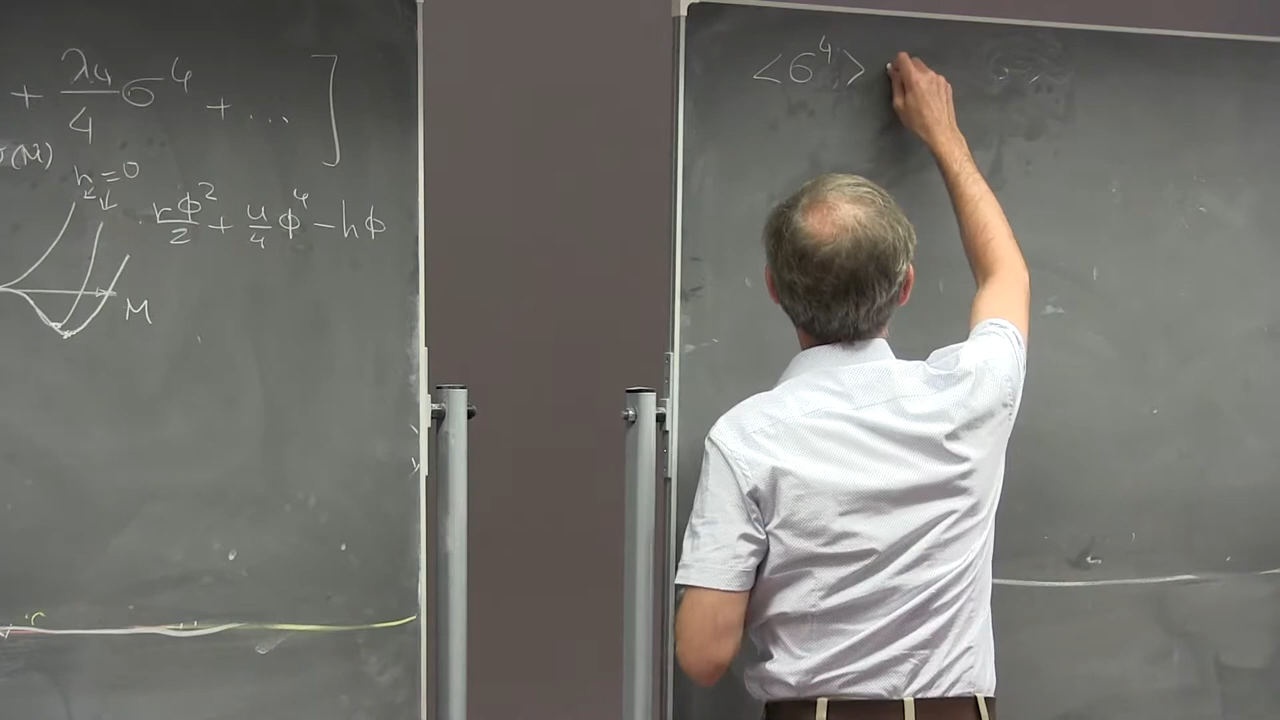 + λ₄/4 σ⁴ + ... ]
(M)
h = 0
rϕ²/2 + u/4 ϕ⁴ - hϕ
M
r
<σ⁴>